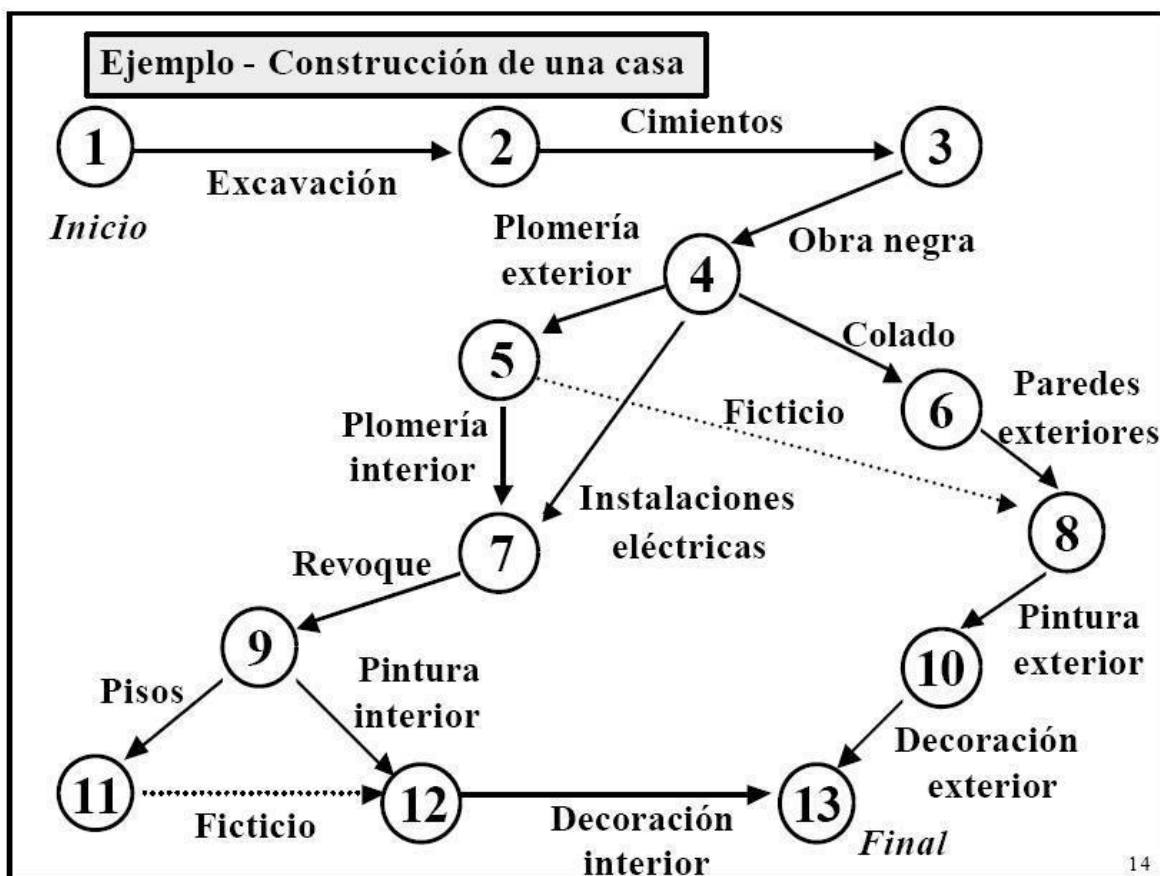 Ejemplo - Construcción de una casa
1
2
Cimientos
3
Excavación
Inicio
Plomería
exterior
Obra negra
4
Colado
5
6
Paredes
exteriores
Ficticio
Plomería
interior
Instalaciones
eléctricas
7
8
Revoque
Pintura
exterior
9
10
Pisos
Pintura
interior
Decoración
exterior
11
12
13
Ficticio
Decoración
interior
Final
14